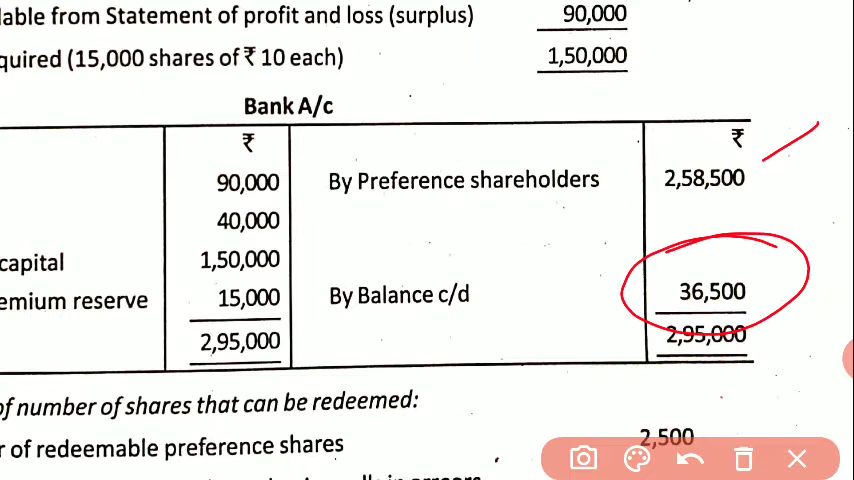 lable from Statement of profit and loss (surplus) 90,000
quired (15,000 shares of ₹ 10 each) 1,50,000
Bank A/c
₹ ₹
90,000 By Preference shareholders 2,58,500
40,000
capital 1,50,000
emium reserve 15,000 By Balance c/d 36,500
2,95,000 2,95,000
of number of shares that can be redeemed:
r of redeemable preference shares 2,500